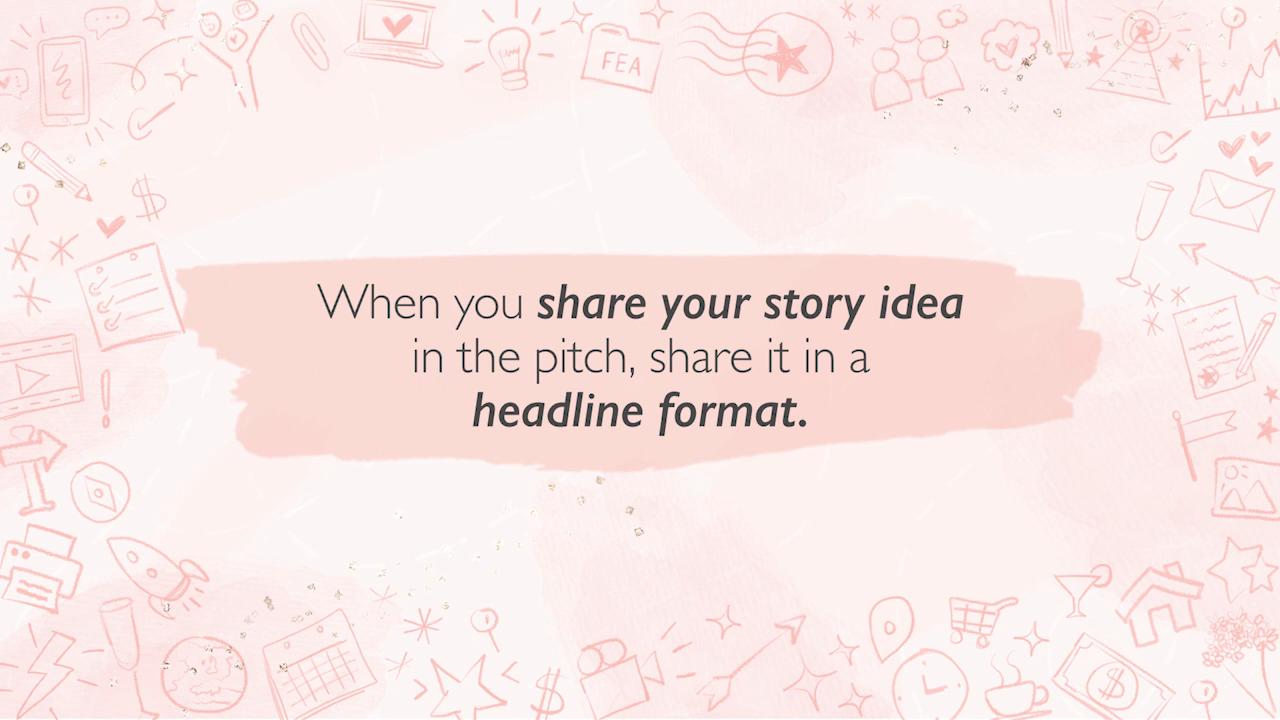 FEA
When you share your story idea
in the pitch, share it in a
headline format.